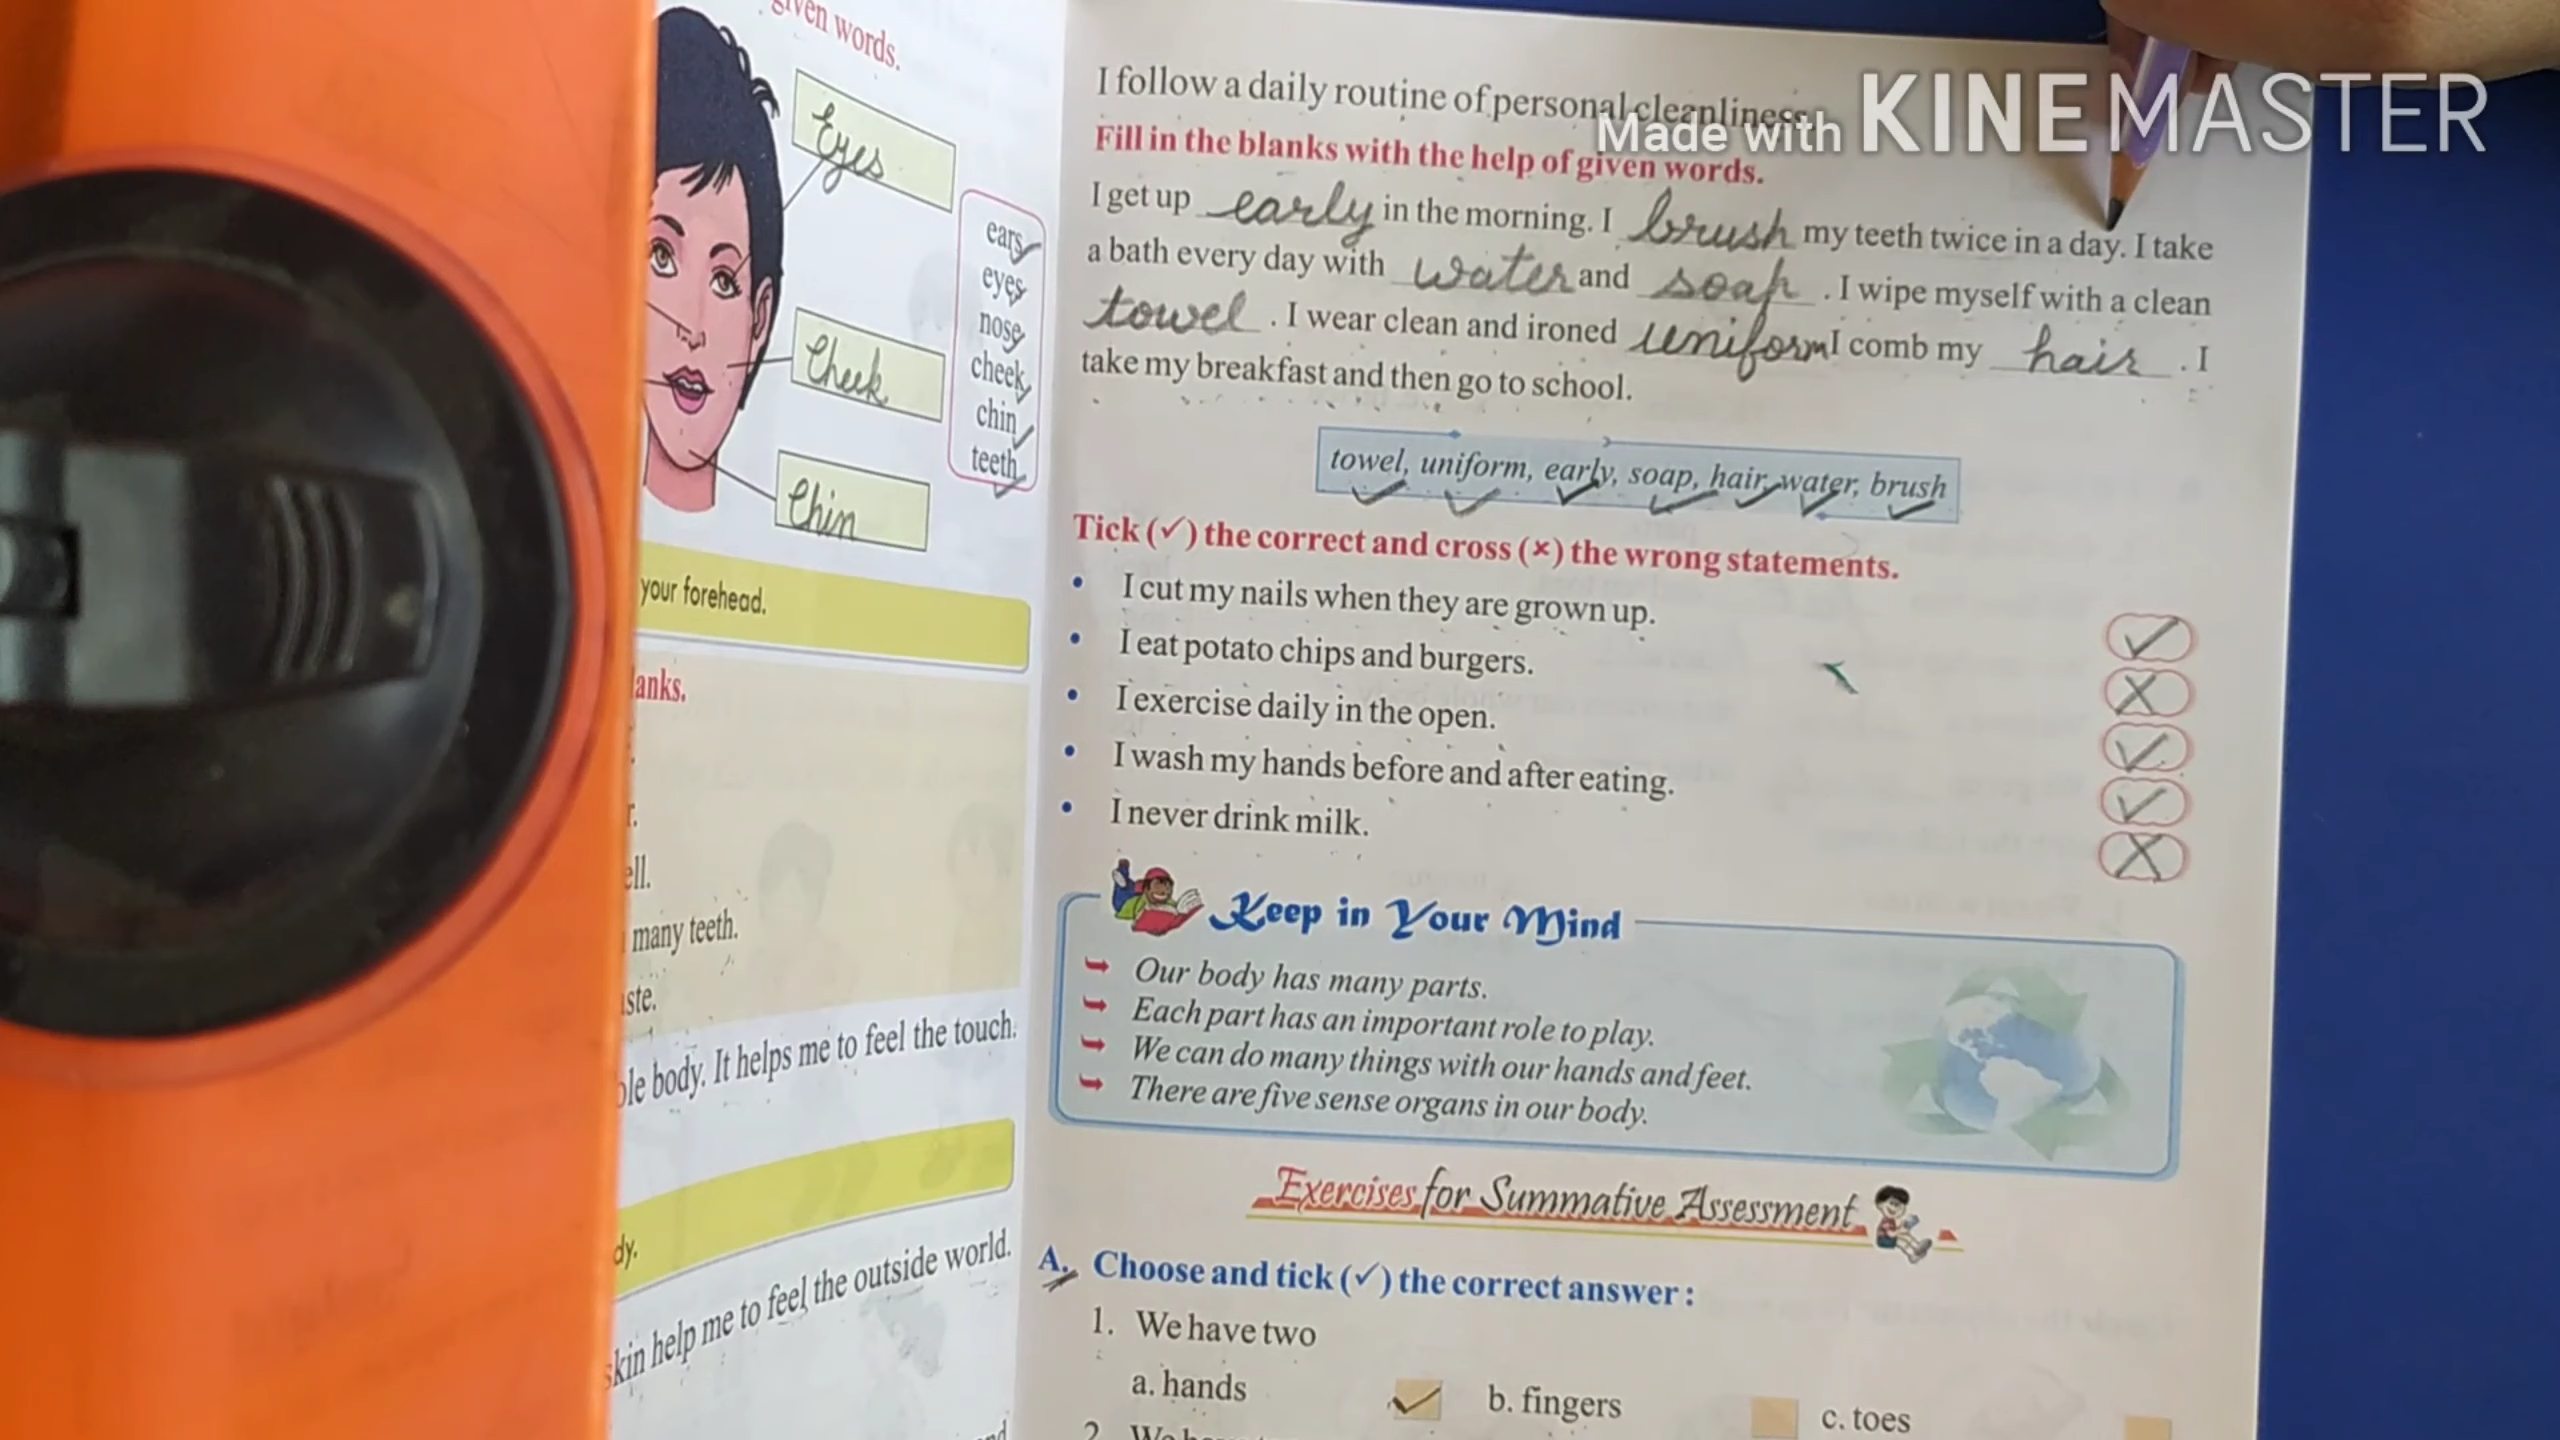 given words.
Eyes
Cheek
Chin
ears
eyes
nose
cheek
chin
teeth
your forehead.
anks.
r.
ell.
many teeth.
ste.
ole body. It helps me to feel the touch.
dy.
skin help me to feel the outside world.
Made with KINEMASTER
I follow a daily routine of personal cleanliness.
Fill in the blanks with the help of given words.
I get up early in the morning. I brush my teeth twice in a day. I take
a bath every day with water and soap. I wipe myself with a clean
towel. I wear clean and ironed uniform I comb my hair. I
take my breakfast and then go to school.
towel, uniform, early, soap, hair, water, brush
Tick (✓) the correct and cross (×) the wrong statements.
• I cut my nails when they are grown up. ✓
• I eat potato chips and burgers. X
• I exercise daily in the open. ✓
• I wash my hands before and after eating. ✓
• I never drink milk. X
Keep in Your Mind
Our body has many parts.
Each part has an important role to play.
We can do many things with our hands and feet.
There are five sense organs in our body.
Exercises for Summative Assessment
A. Choose and tick (✓) the correct answer :
1. We have two
a. hands ✓ b. fingers c. toes
2.